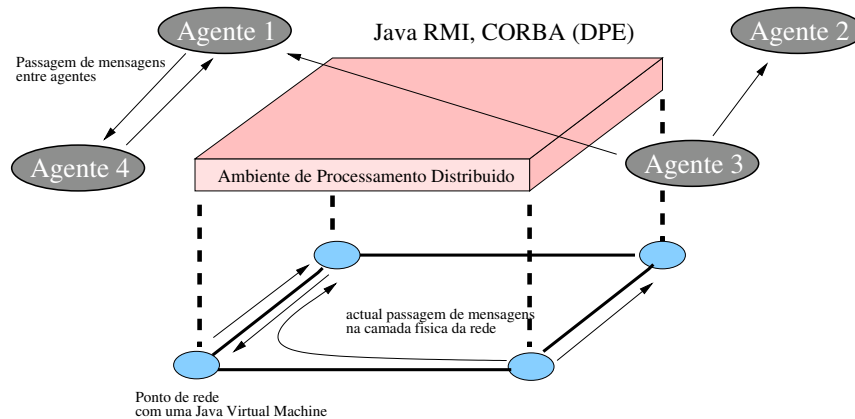 Agente 1
Java RMI, CORBA (DPE)
Agente 2
Passagem de mensagens
entre agentes
Agente 4
Agente 3
Ambiente de Processamento Distribuido
actual passagem de mensagens
na camada física da rede
Ponto de rede
com uma Java Virtual Machine